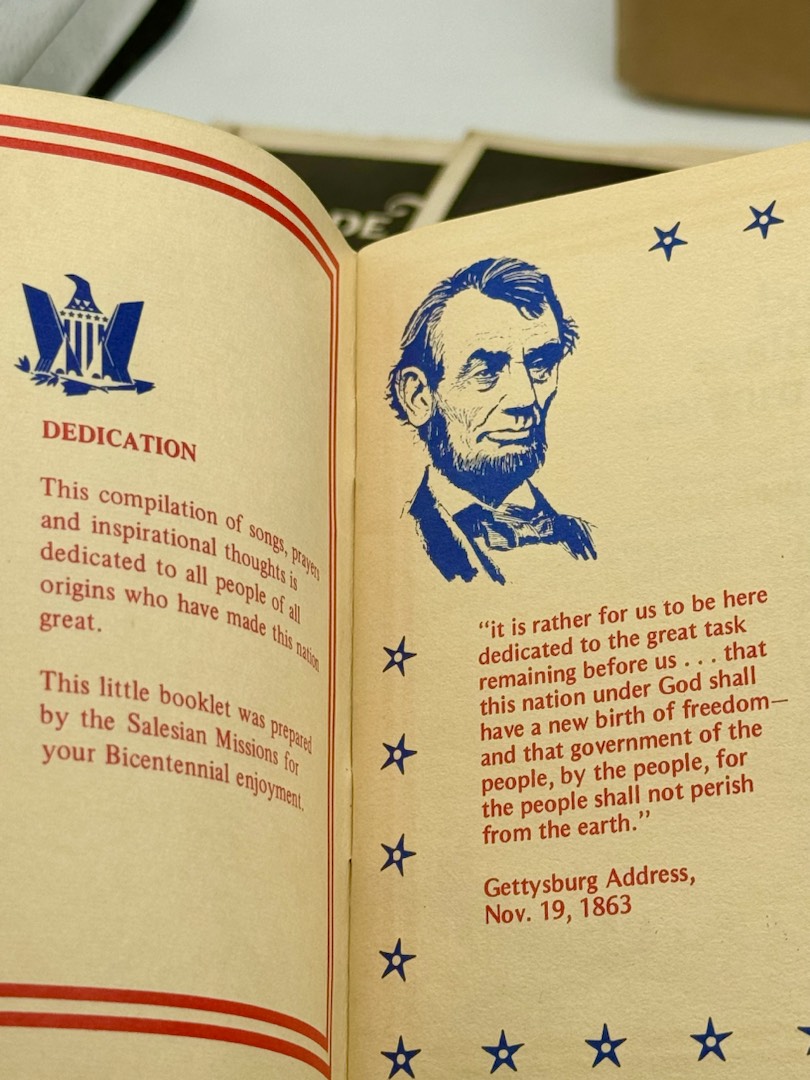 DE
DEDICATION
This compilation of songs, prayers
and inspirational thoughts is
dedicated to all people of all
origins who have made this nation
great.
This little booklet was prepared
by the Salesian Missions for
your Bicentennial enjoyment.
“it is rather for us to be here
dedicated to the great task
remaining before us . . . that
this nation under God shall
have a new birth of freedom—
and that government of the
people, by the people, for
the people shall not perish
from the earth.”
Gettysburg Address,
Nov. 19, 1863